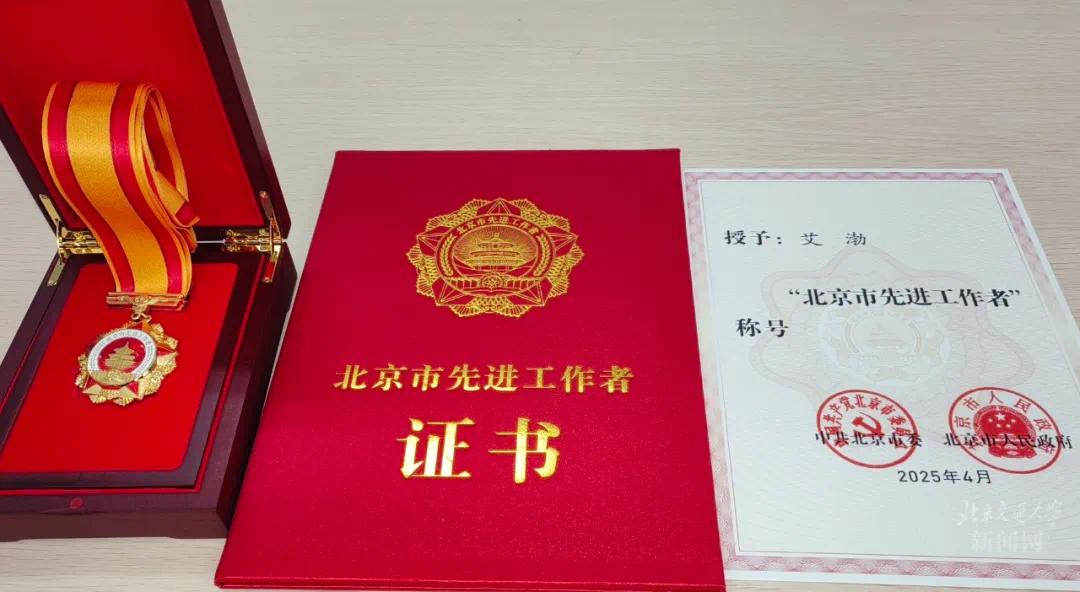 北京市先进工作者
北京市先进工作者
证书
授予：艾 渤
“北京市先进工作者”
称号
中共北京市委
北京市人民政府
2025年4月
北京交通大学
新闻网